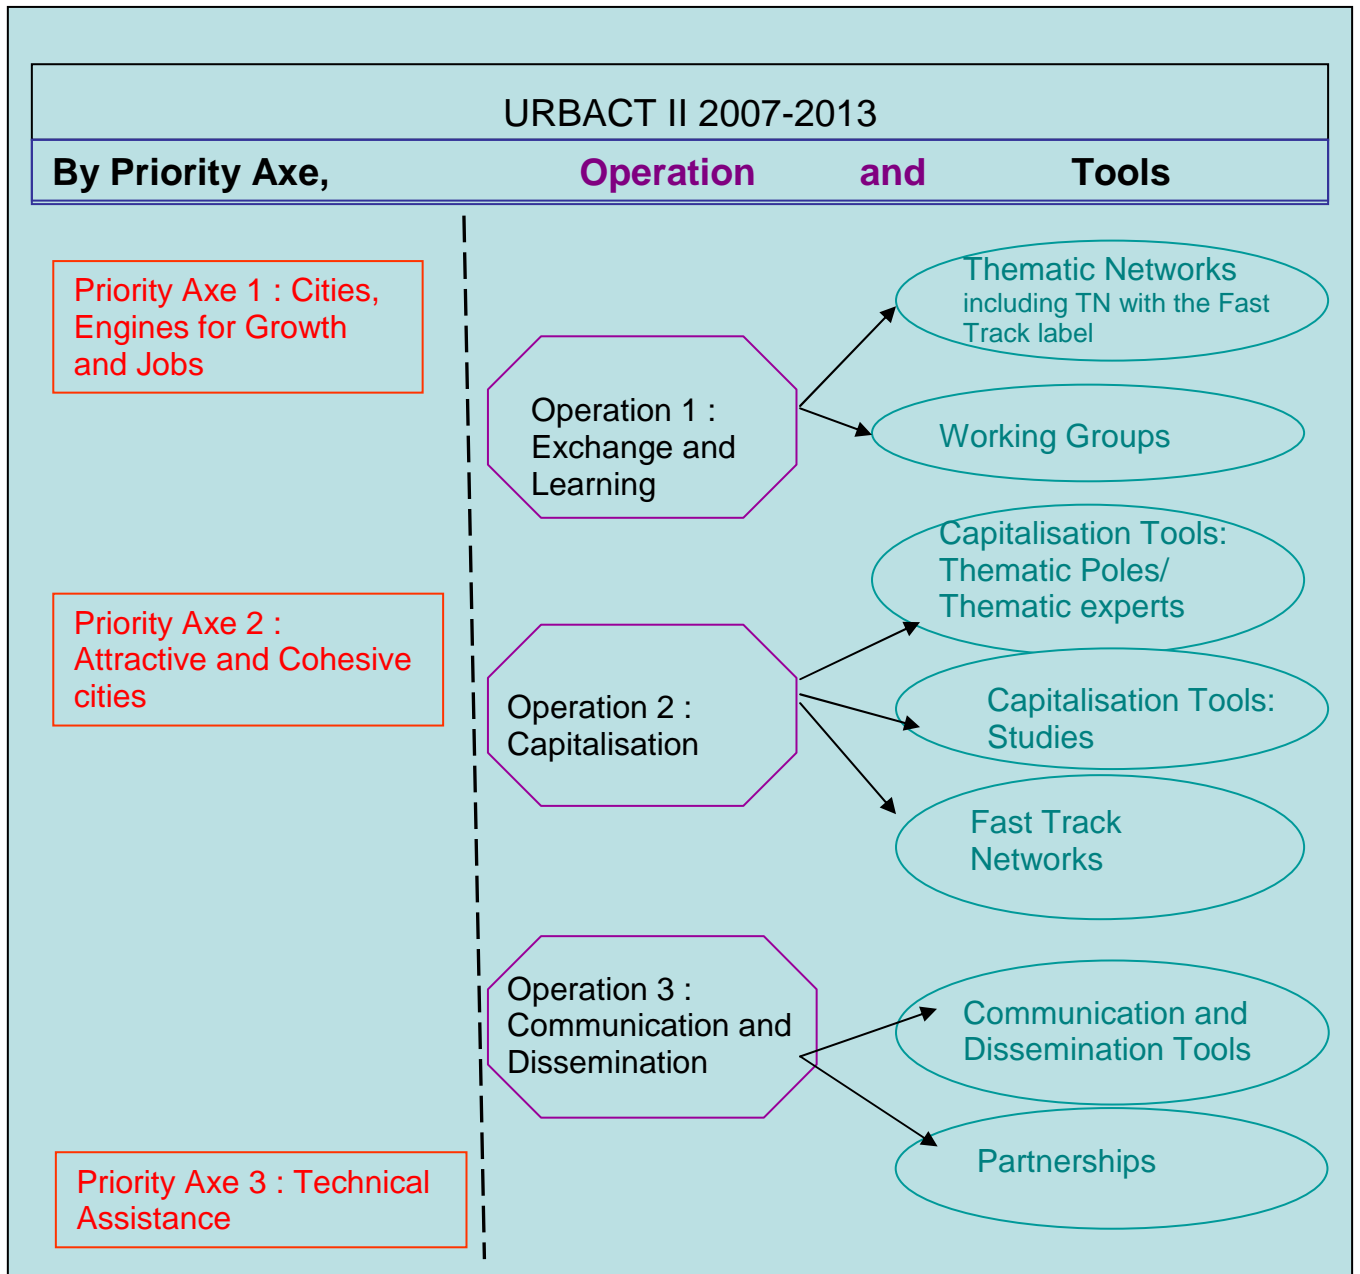 URBACT II 2007-2013
By Priority Axe, Operation and Tools
Priority Axe 1 : Cities,
Engines for Growth
and Jobs
Priority Axe 2 :
Attractive and Cohesive
cities
Priority Axe 3 : Technical
Assistance
Operation 1 :
Exchange and
Learning
Operation 2 :
Capitalisation
Operation 3 :
Communication and
Dissemination
Thematic Networks
including TN with the Fast
Track label
Working Groups
Capitalisation Tools:
Thematic Poles/
Thematic experts
Capitalisation Tools:
Studies
Fast Track
Networks
Communication and
Dissemination Tools
Partnerships